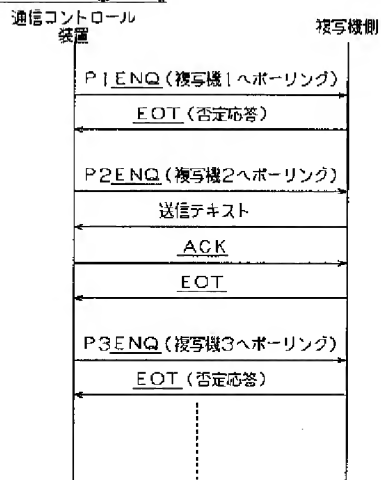 通信コントロール
装置
複写機側
P1ENQ(複写機1へポーリング)
EOT(否定応答)
P2ENQ(複写機2へポーリング)
送信テキスト
ACK
EOT
P3ENQ(複写機3へポーリング)
EOT(否定応答)